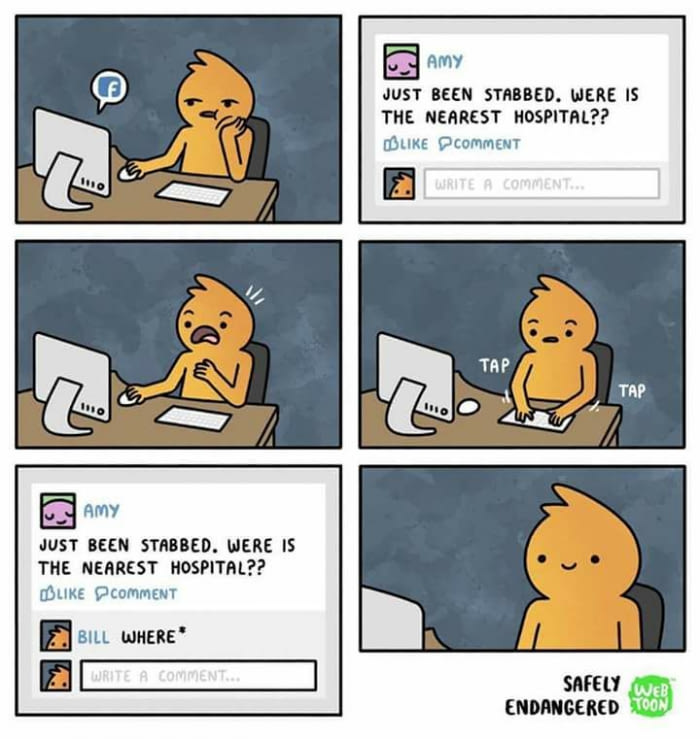 f
AMY
JUST BEEN STABBED. WERE IS
THE NEAREST HOSPITAL??
LIKE COMMENT
WRITE A COMMENT...
TAP
TAP
AMY
JUST BEEN STABBED. WERE IS
THE NEAREST HOSPITAL??
LIKE COMMENT
BILL WHERE*
WRITE A COMMENT...
SAFELY
ENDANGERED
WEB
TOON